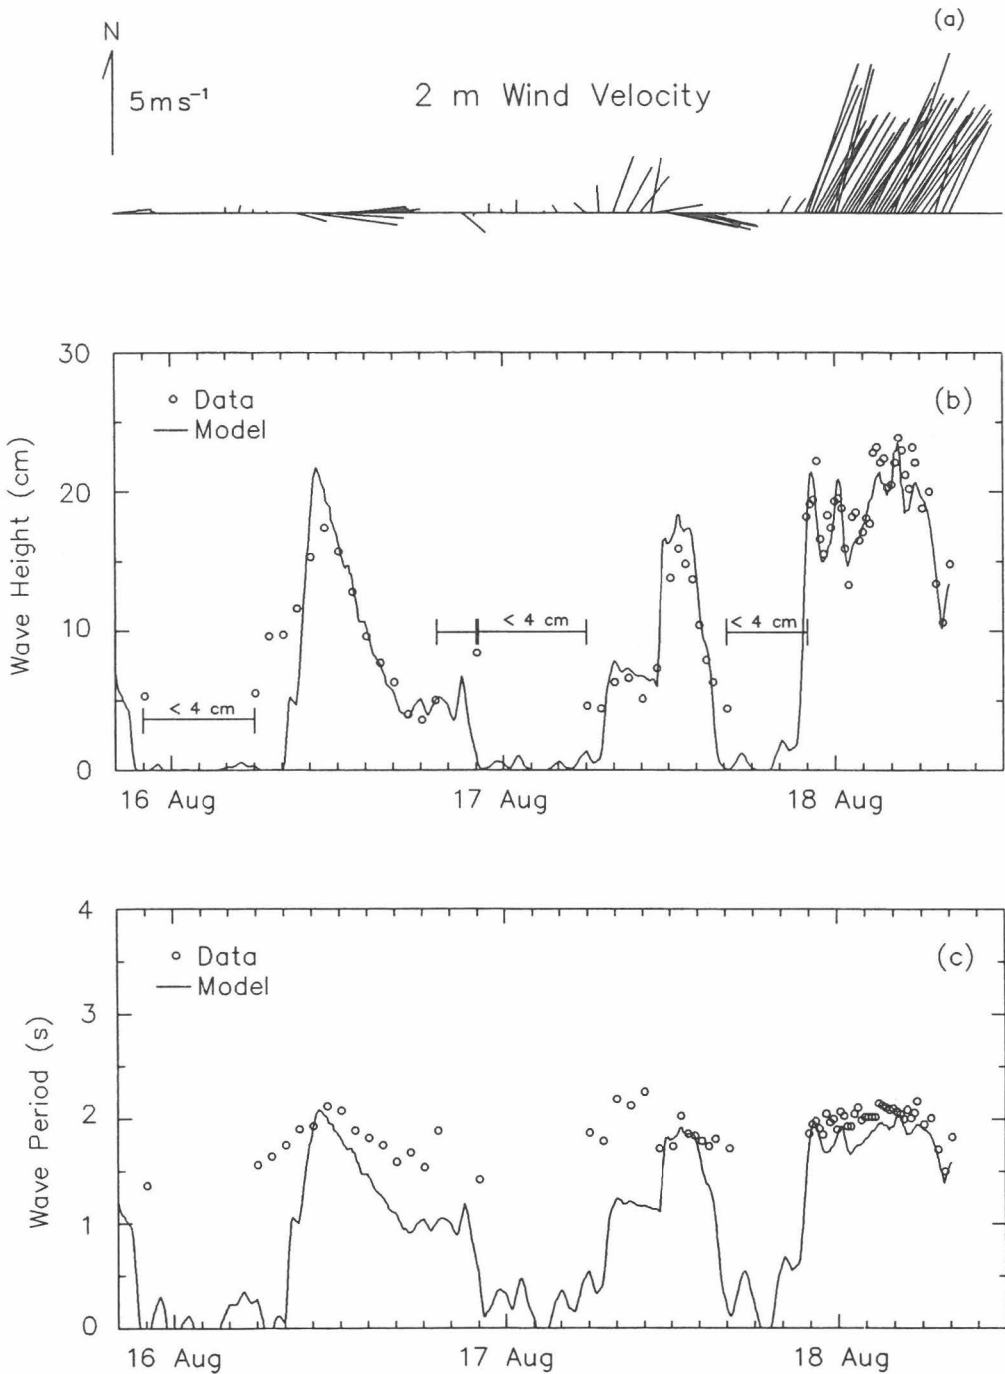 (a)
N
5ms⁻¹
2 m Wind Velocity
30
Data
Model
(b)
20
Wave Height (cm)
< 4 cm
10
< 4 cm
< 4 cm
0
16 Aug
17 Aug
18 Aug
4
Data
Model
(c)
3
Wave Period (s)
2
1
0
16 Aug
17 Aug
18 Aug